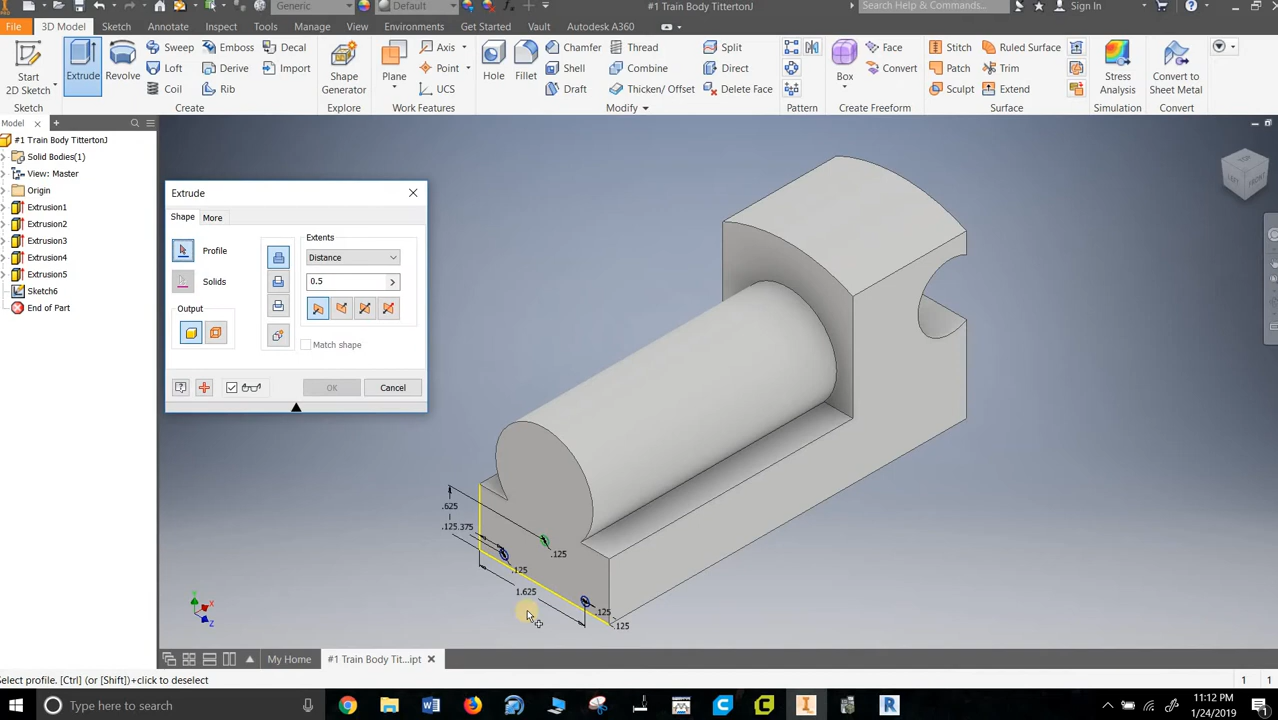 Generic
Default
#1 Train Body TittertonJ
Search Help & Commands...
Sign In
File
3D Model
Sketch
Annotate
Inspect
Tools
Manage
View
Environments
Get Started
Vault
Autodesk A360
Start
2D Sketch
Extrude
Revolve
Sweep
Loft
Coil
Emboss
Derive
Rib
Decal
Import
Shape
Generator
Plane
Axis
Point
UCS
Hole
Fillet
Chamfer
Shell
Draft
Thread
Combine
Thicken/ Offset
Split
Direct
Delete Face
Box
Face
Convert
Stitch
Patch
Sculpt
Ruled Surface
Trim
Extend
Stress
Analysis
Convert to
Sheet Metal
Sketch
Create
Explore
Work Features
Modify
Pattern
Create Freeform
Surface
Simulation
Convert
Model
#1 Train Body TittertonJ
Solid Bodies(1)
View: Master
Origin
Extrusion1
Extrusion2
Extrusion3
Extrusion4
Extrusion5
Sketch6
End of Part
Extrude
Shape
More
Profile
Solids
Output
Extents
Distance
0.5
Match shape
OK
Cancel
TOP
LEFT
FRONT
.625
.125
.375
.125
.125
1.625
.125
.125
Y
X
Z
My Home
#1 Train Body Tit...ipt
Select profile. [Ctrl] (or [Shift]+click to deselect
1
1
Type here to search
11:12 PM
1/24/2019